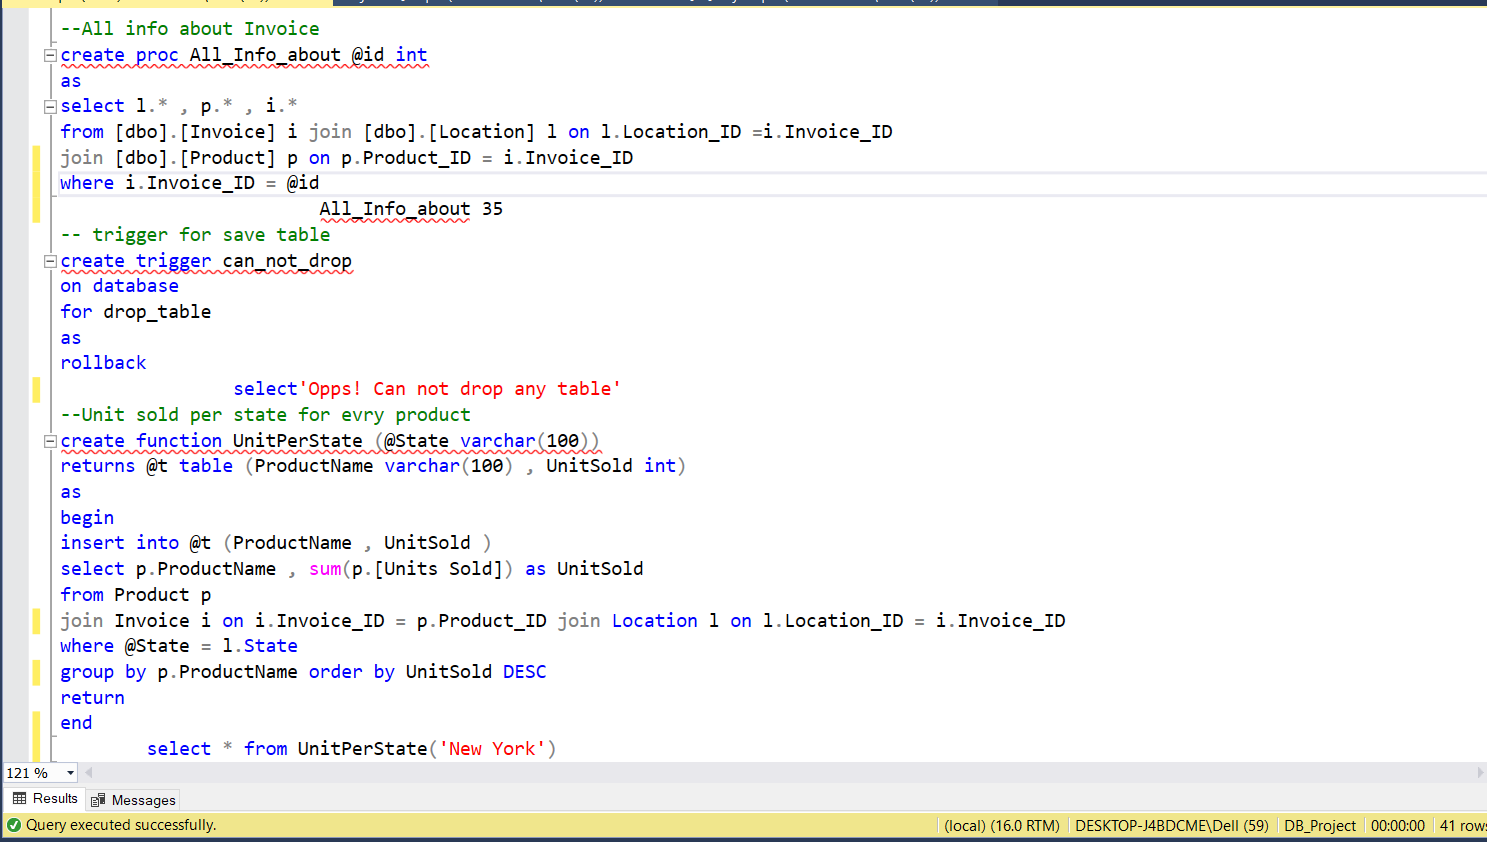 --All info about Invoice
create proc All_Info_about @id int
as
select l.* , p.* , i.*
from [dbo].[Invoice] i join [dbo].[Location] l on l.Location_ID =i.Invoice_ID
join [dbo].[Product] p on p.Product_ID = i.Invoice_ID
where i.Invoice_ID = @id
All_Info_about 35
-- trigger for save table
create trigger can_not_drop
on database
for drop_table
as
rollback
select'Opps! Can not drop any table'
--Unit sold per state for evry product
create function UnitPerState (@State varchar(100))
returns @t table (ProductName varchar(100) , UnitSold int)
as
begin
insert into @t (ProductName , UnitSold )
select p.ProductName , sum(p.[Units Sold]) as UnitSold
from Product p
join Invoice i on i.Invoice_ID = p.Product_ID join Location l on l.Location_ID = i.Invoice_ID
where @State = l.State
group by p.ProductName order by UnitSold DESC
return
end
select * from UnitPerState('New York')
121 %
Results Messages
Query executed successfully. (local) (16.0 RTM) DESKTOP-J4BDCME\Dell (59) DB_Project 00:00:00 41 rows